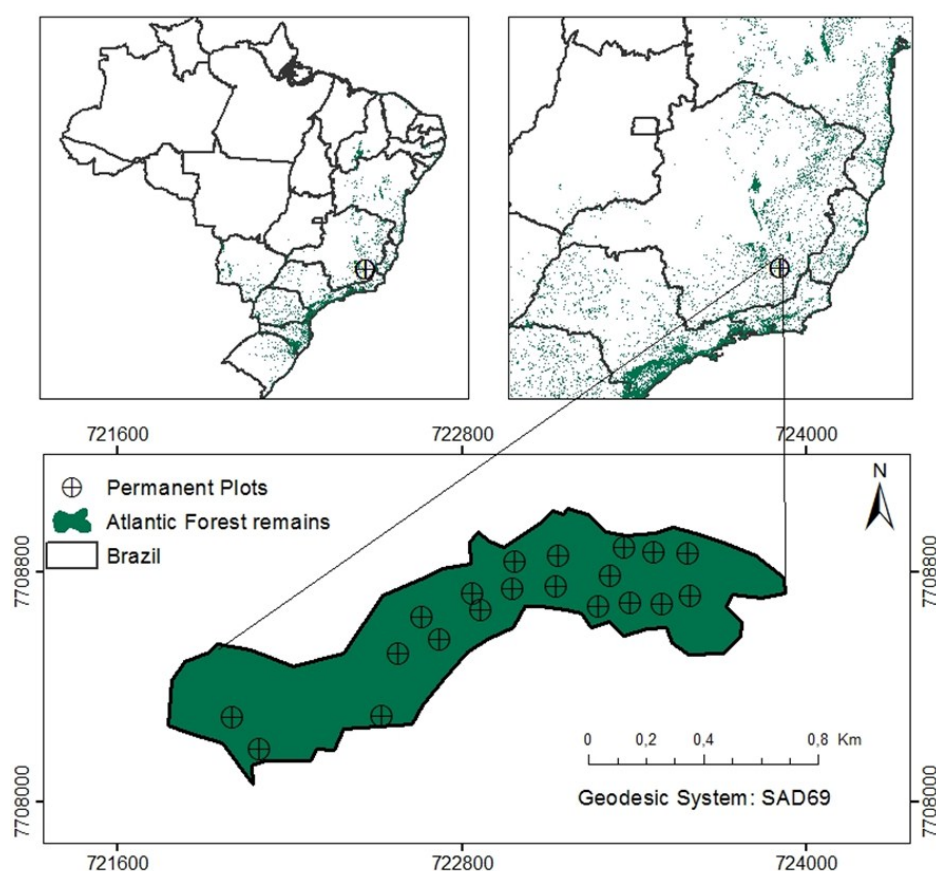 721600 722800 724000
N
Permanent Plots
Atlantic Forest remains
Brazil
7708800 7708800
0 0,2 0,4 0,8 Km
Geodesic System: SAD69
7708000 7708000
721600 722800 724000